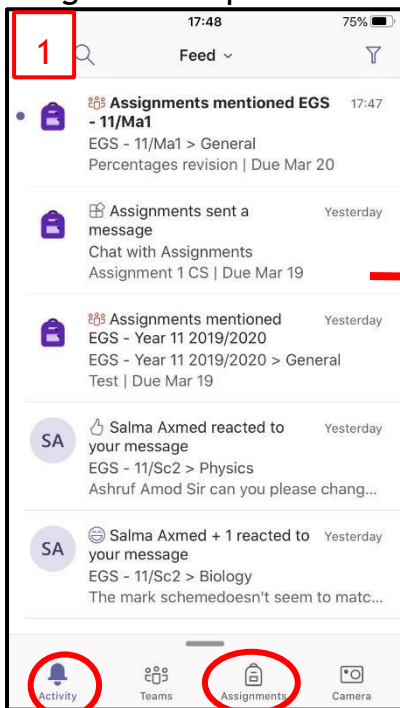 1
17:48
75%
Feed
Assignments mentioned EGS 17:47
- 11/Ma1
EGS - 11/Ma1 > General
Percentages revision | Due Mar 20
Assignments sent a Yesterday
message
Chat with Assignments
Assignment 1 CS | Due Mar 19
Assignments mentioned Yesterday
EGS - Year 11 2019/2020
EGS - Year 11 2019/2020 > General
Test | Due Mar 19
SA
Salma Axmed reacted to Yesterday
your message
EGS - 11/Sc2 > Physics
Ashruf Amod Sir can you please chang...
SA
Salma Axmed + 1 reacted to Yesterday
your message
EGS - 11/Sc2 > Biology
The mark schemedoesn't seem to matc...
Activity Teams Assignments Camera